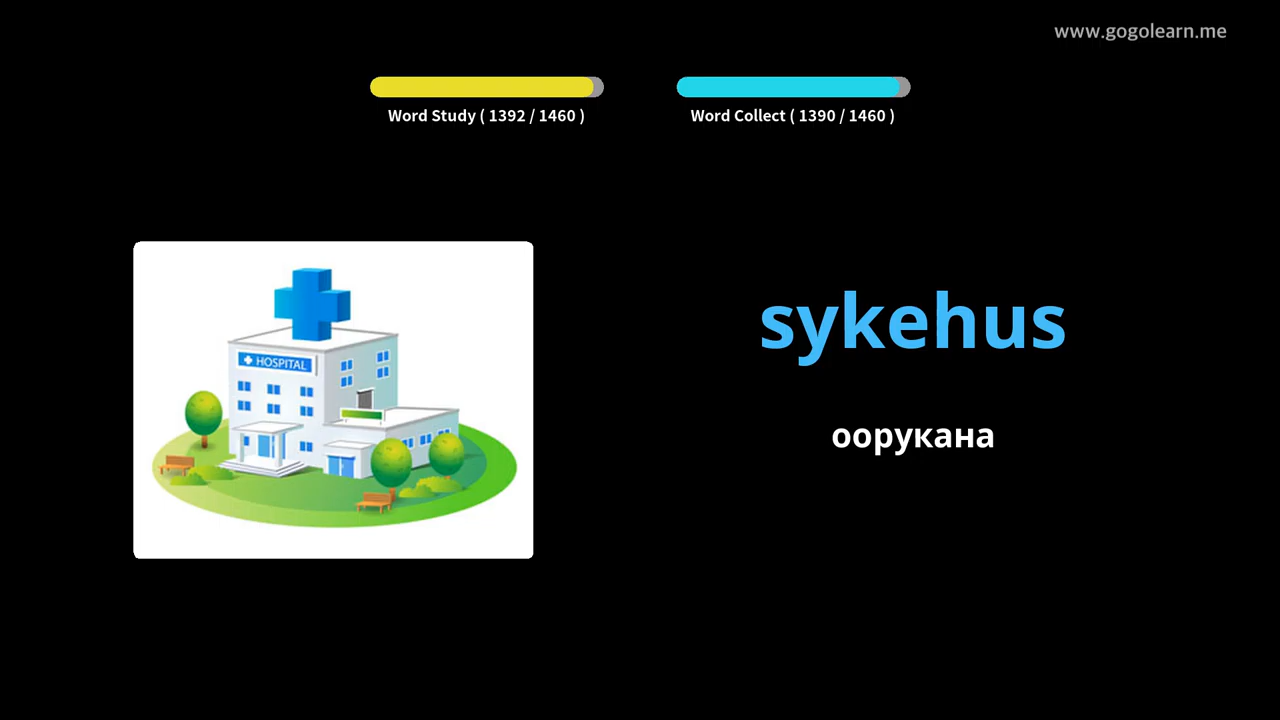 www.gogolearn.me
Word Study ( 1392 / 1460 )
Word Collect ( 1390 / 1460 )
HOSPITAL
sykehus
оорукана